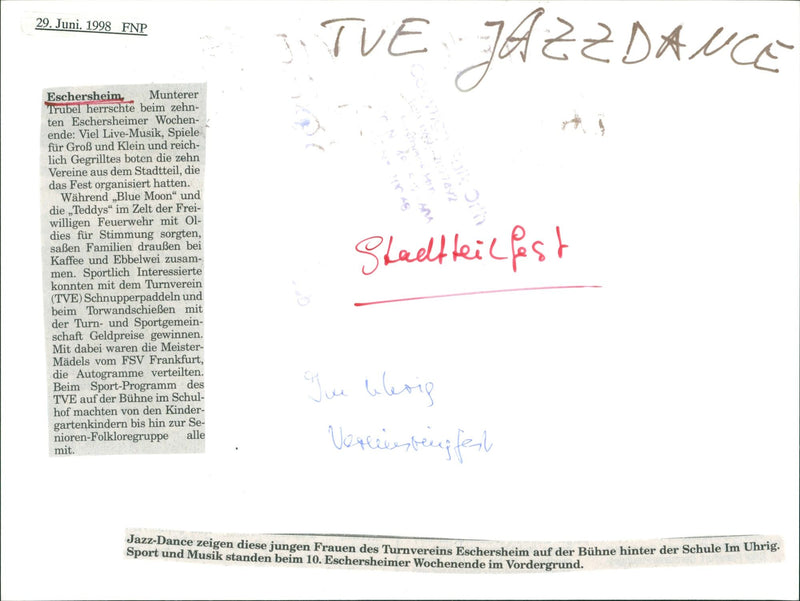 29. Juni. 1998 FNP
TVE JAZZDANCE
Eschersheim. Munterer
Trubel herrschte beim zehn-
ten Eschersheimer Wochen-
ende: Viel Live-Musik, Spiele
für Groß und Klein und reich-
lich Gegrilltes boten die zehn
Vereine aus dem Stadtteil, die
das Fest organisiert hatten.
Während „Blue Moon“ und
die „Teddys“ im Zelt der Frei-
willigen Feuerwehr mit Ol-
dies für Stimmung sorgten,
saßen Familien draußen bei
Kaffee und Ebbelwei zusam-
men. Sportlich Interessierte
konnten mit dem Turnverein
(TVE) Schnupperpaddeln und
beim Torwandschießen mit
der Turn- und Sportgemein-
schaft Geldpreise gewinnen.
Mit dabei waren die Meister-
Mädels vom FSV Frankfurt,
die Autogramme verteilten.
Beim Sport-Programm des
TVE auf der Bühne im Schul-
hof machten von den Kinder-
gartenkindern bis hin zur Se-
nioren-Folkloregruppe alle
mit.
Stadtteilfest
Im Uhrig
Vereinsringfest
Jazz-Dance zeigen diese jungen Frauen des Turnvereins Eschersheim auf der Bühne hinter der Schule Im Uhrig.
Sport und Musik standen beim 10. Eschersheimer Wochenende im Vordergrund.